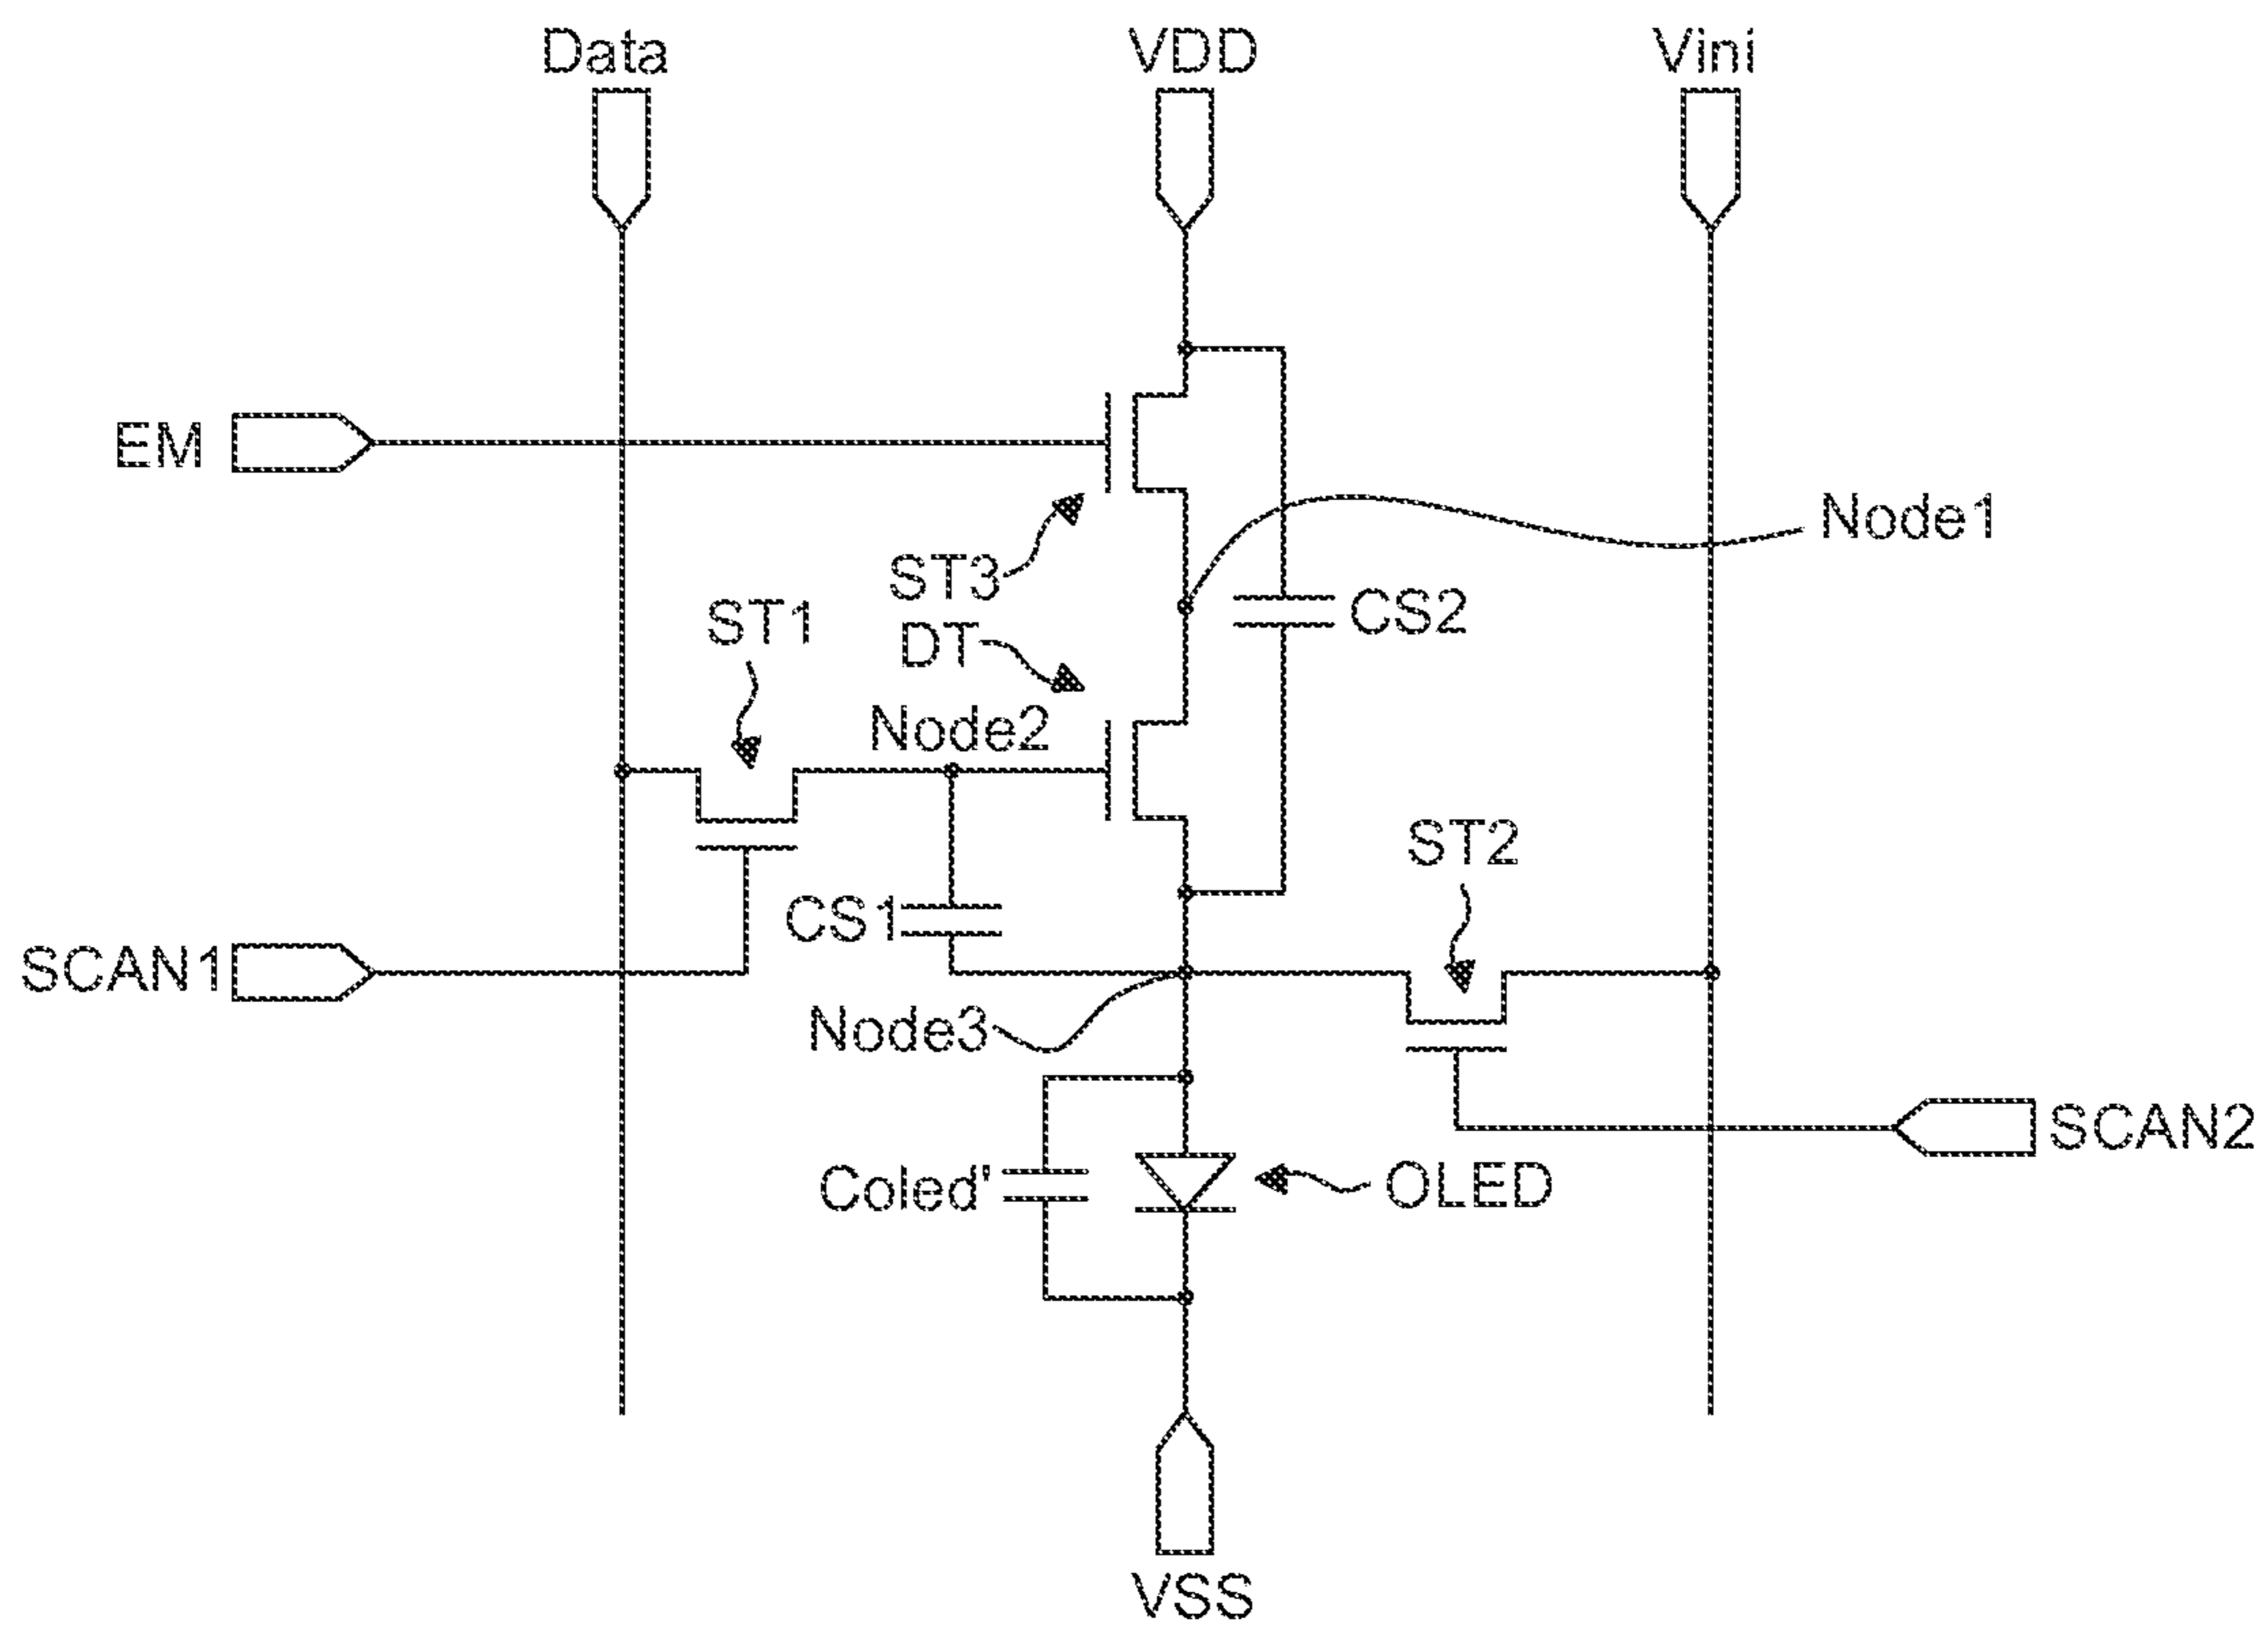 Data
VDD
Vini
EM
Node1
ST3
CS2
ST1
DT
Node2
ST2
CS1
SCAN1
Node3
SCAN2
Coled'
OLED
VSS